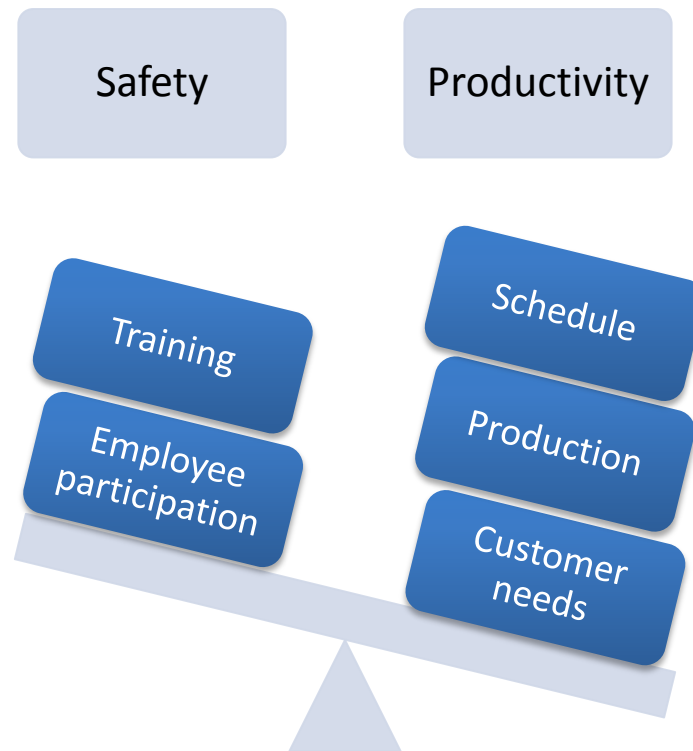 Safety
Productivity
Training
Employee
participation
Schedule
Production
Customer
needs